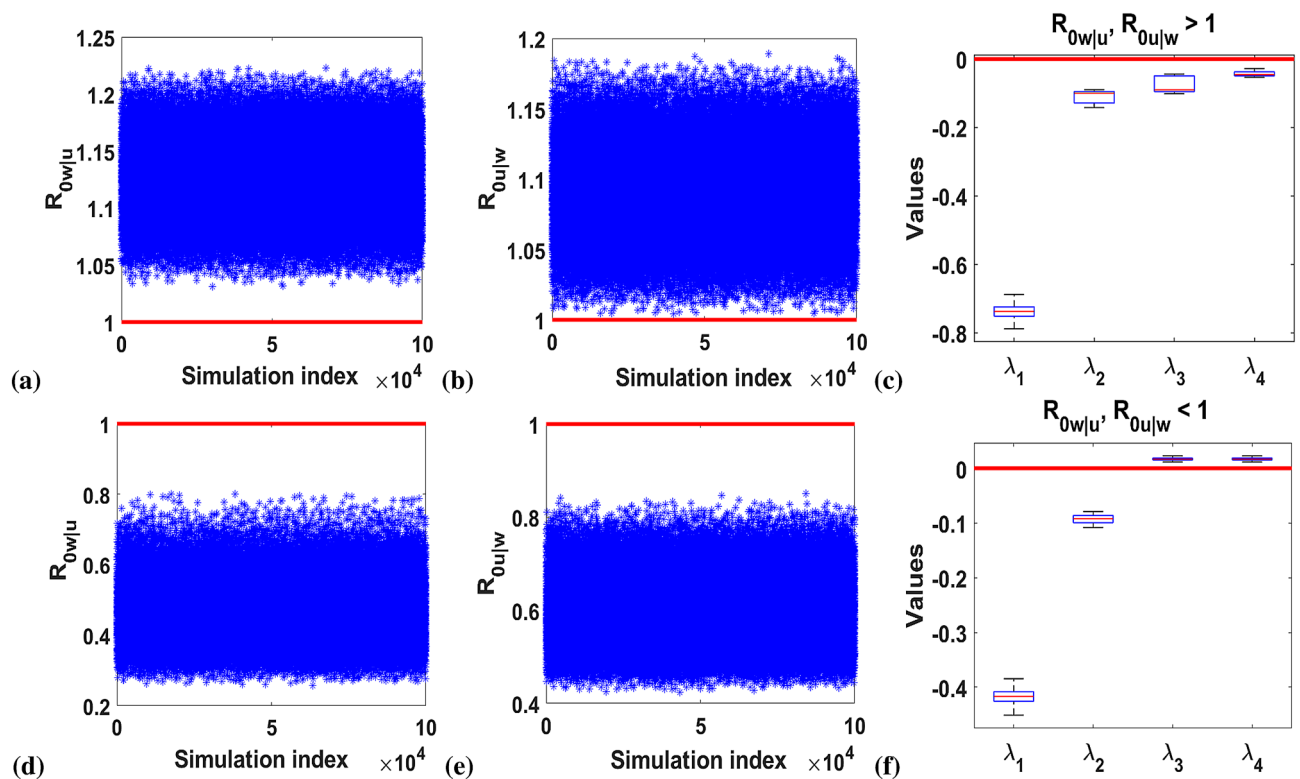 R0w|u
1.25
1.2
1.15
1.1
1.05
1
0
5
10
Simulation index
×10^4
(a)
R0u|w
1.2
1.15
1.1
1.05
1
0
5
10
Simulation index
×10^4
(b)
R0w|u, R0u|w > 1
Values
0
-0.2
-0.4
-0.6
-0.8
λ1
λ2
λ3
λ4
(c)
R0w|u
1
0.8
0.6
0.4
0.2
0
5
10
Simulation index
×10^4
(d)
R0u|w
1
0.8
0.6
0.4
0
5
10
Simulation index
×10^4
(e)
R0w|u, R0u|w < 1
Values
0
-0.1
-0.2
-0.3
-0.4
λ1
λ2
λ3
λ4
(f)